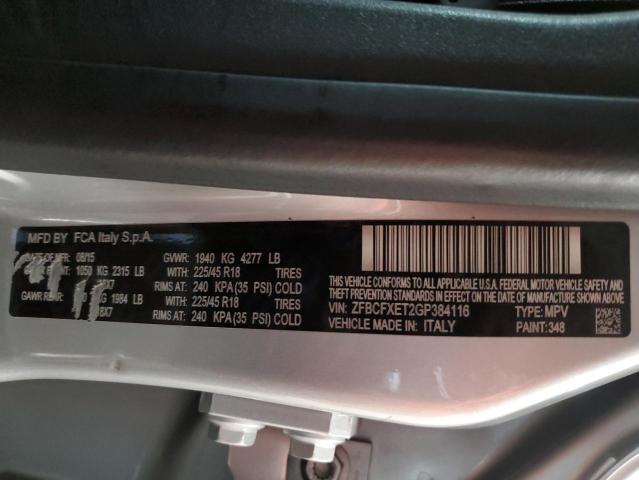 MFD BY FCA Italy S.p.A.
OF MFR 08/15 GVWR: 1940 KG 4277 LB
1050 KG 2315 LB WITH: 225/45 R18 TIRES
RIMS AT: 240 KPA(35 PSI) COLD
GAWR KG 1984 LB WITH: 225/45 R18 TIRES
RIMS AT: 240 KPA(35 PSI) COLD
THIS VEHICLE CONFORMS TO ALL APPLICABLE U.S.A. FEDERAL MOTOR VEHICLE SAFETY
AND THEFT PREVENTION STANDARDS IN EFFECT ON THE DATE OF MANUFACTURE SHOWN ABOVE.
VIN: ZFBCFXET2GP384116 TYPE: MPV
VEHICLE MADE IN: ITALY PAINT: 348